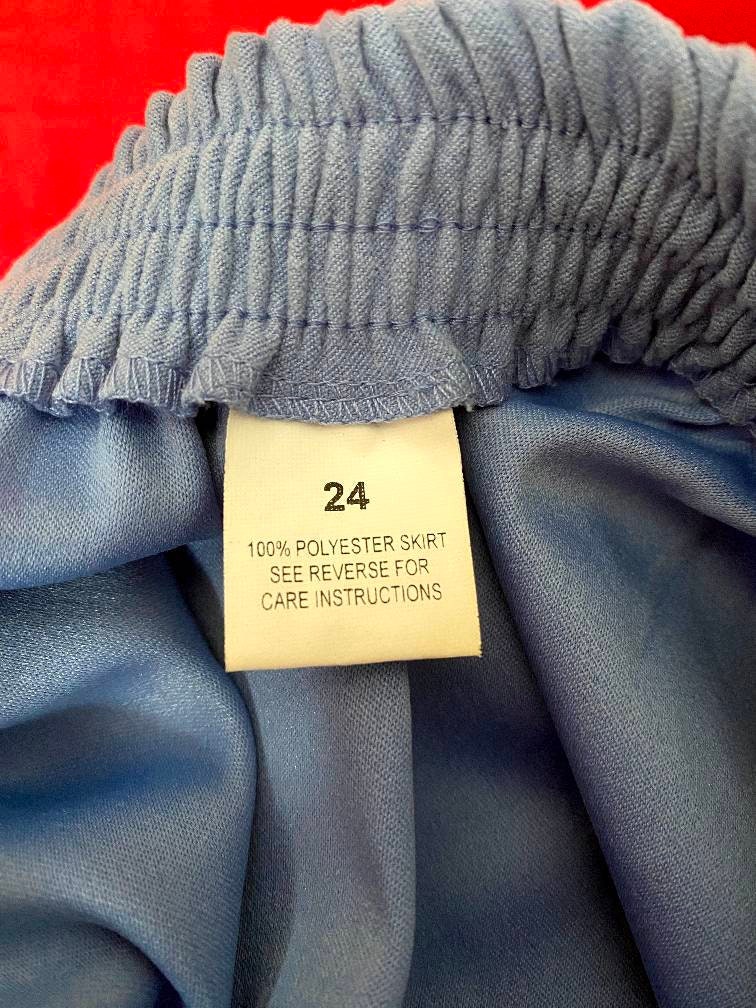 24
100% POLYESTER SKIRT
SEE REVERSE FOR
CARE INSTRUCTIONS